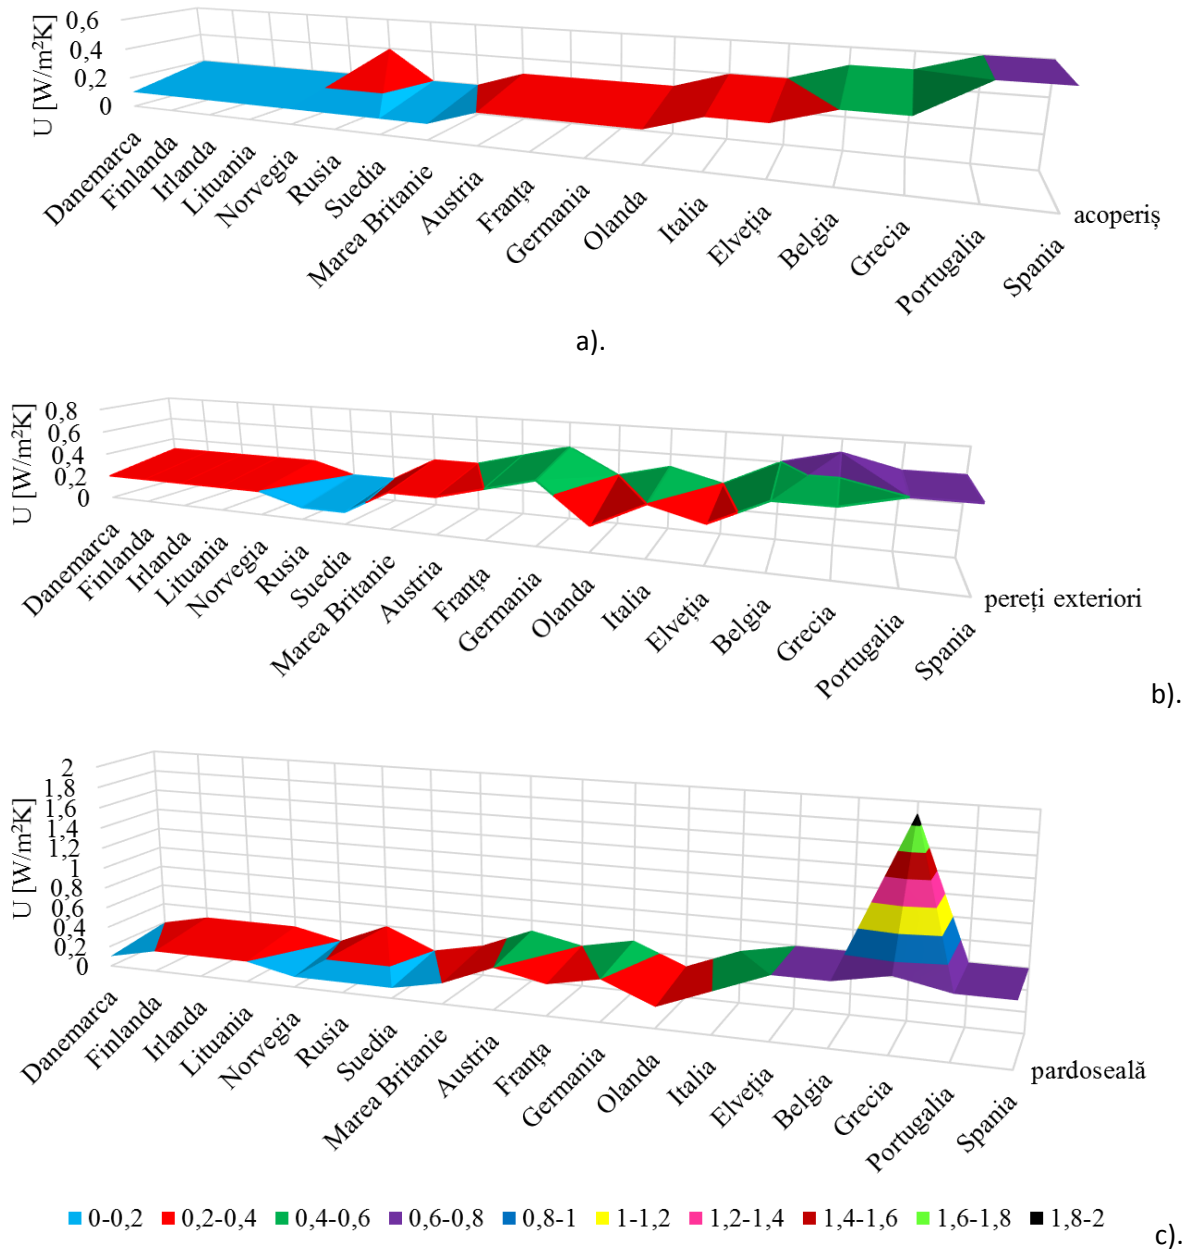 U [W/m²K]
0,6
0,4
0,2
0
Danemarca
Finlanda
Irlanda
Lituania
Norvegia
Rusia
Suedia
Marea Britanie
Austria
Franța
Germania
Olanda
Italia
Elveția
Belgia
Grecia
Portugalia
Spania
acoperiș
a).
U [W/m²K]
0,8
0,6
0,4
0,2
0
Danemarca
Finlanda
Irlanda
Lituania
Norvegia
Rusia
Suedia
Marea Britanie
Austria
Franța
Germania
Olanda
Italia
Elveția
Belgia
Grecia
Portugalia
Spania
pereți exteriori
b).
U [W/m²K]
2
1,8
1,6
1,4
1,2
1
0,8
0,6
0,4
0,2
0
Danemarca
Finlanda
Irlanda
Lituania
Norvegia
Rusia
Suedia
Marea Britanie
Austria
Franța
Germania
Olanda
Italia
Elveția
Belgia
Grecia
Portugalia
Spania
pardoseală
0-0,2 0,2-0,4 0,4-0,6 0,6-0,8 0,8-1 1-1,2 1,2-1,4 1,4-1,6 1,6-1,8 1,8-2
c).